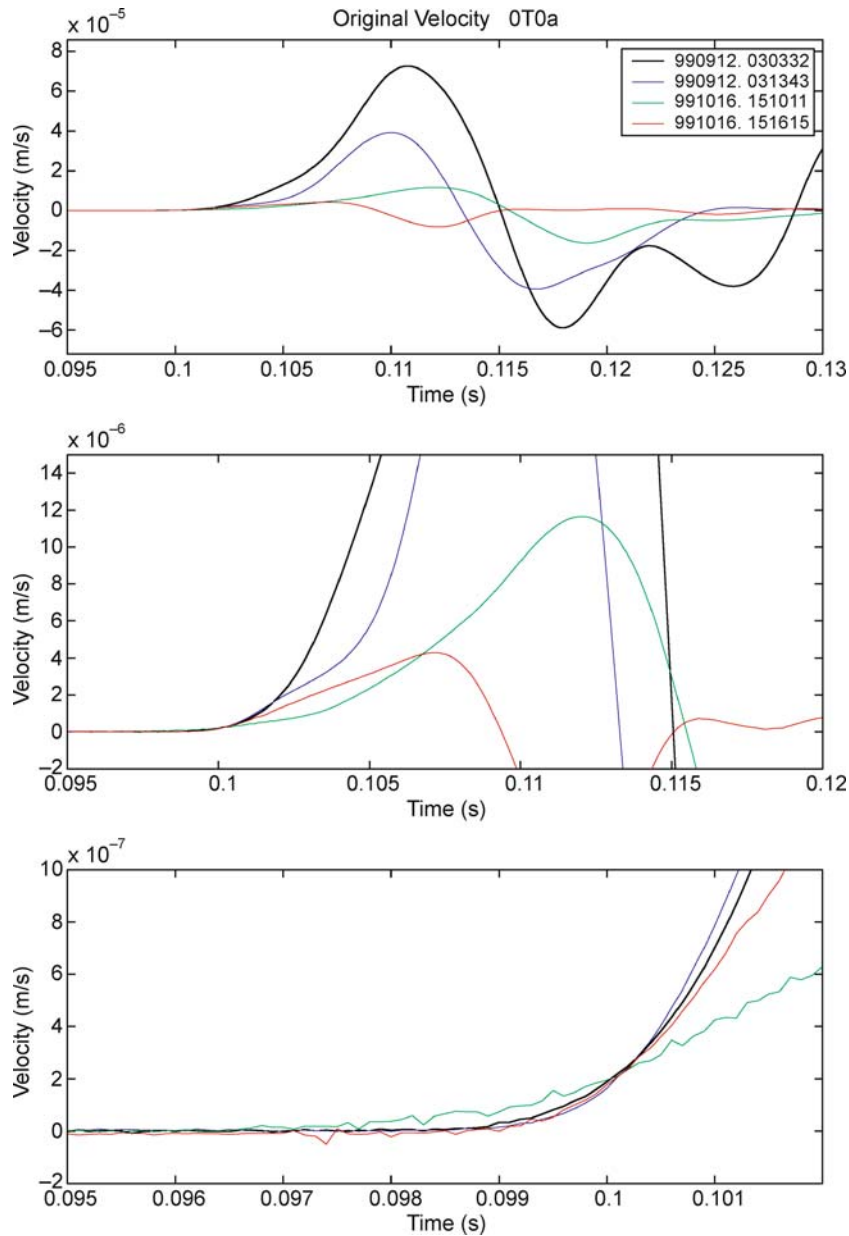 Original Velocity 0T0a
x 10⁻⁵
8
6
4
2
0
–2
–4
–6
Velocity (m/s)
990912. 030332
990912. 031343
991016. 151011
991016. 151615
0.095 0.1 0.105 0.11 0.115 0.12 0.125 0.13
Time (s)
x 10⁻⁶
14
12
10
8
6
4
2
0
–2
Velocity (m/s)
0.095 0.1 0.105 0.11 0.115 0.12
Time (s)
x 10⁻⁷
10
8
6
4
2
0
–2
Velocity (m/s)
0.095 0.096 0.097 0.098 0.099 0.1 0.101
Time (s)